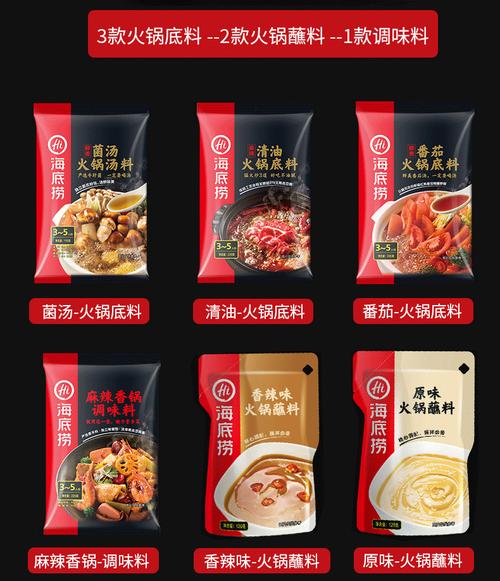 3款火锅底料 --2款火锅蘸料 --1款调味料
Hi
海底捞
菌汤
火锅汤料
3~5
Hi
海底捞
清油
火锅底料
3~5
Hi
海底捞
番茄
火锅底料
3~5
菌汤-火锅底料
清油-火锅底料
番茄-火锅底料
Hi
海底捞
麻辣香锅
调味料
3~5
Hi
海底捞
香辣味
火锅蘸料
Hi
海底捞
原味
火锅蘸料
麻辣香锅-调味料
香辣味-火锅蘸料
原味-火锅蘸料